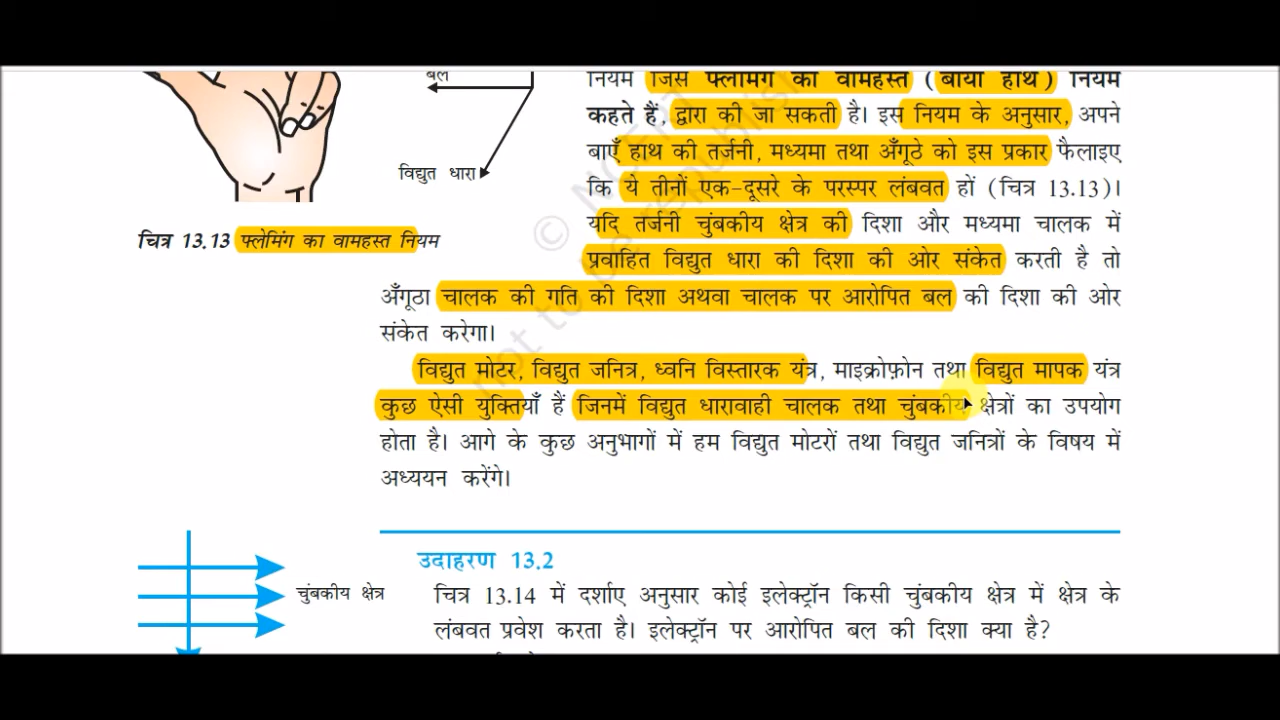 बल
विद्युत धारा
चित्र 13.13 फ्लेमिंग का वामहस्त नियम
नियम जिसे फ्लेमिंग का वामहस्त (बायाँ हाथ) नियम
कहते हैं, द्वारा की जा सकती है। इस नियम के अनुसार, अपने
बाएँ हाथ की तर्जनी, मध्यमा तथा अँगूठे को इस प्रकार फैलाइए
कि ये तीनों एक-दूसरे के परस्पर लंबवत हों (चित्र 13.13)।
यदि तर्जनी चुंबकीय क्षेत्र की दिशा और मध्यमा चालक में
प्रवाहित विद्युत धारा की दिशा की ओर संकेत करती है तो
अँगूठा चालक की गति की दिशा अथवा चालक पर आरोपित बल की दिशा की ओर
संकेत करेगा।
विद्युत मोटर, विद्युत जनित्र, ध्वनि विस्तारक यंत्र, माइक्रोफ़ोन तथा विद्युत मापक यंत्र
कुछ ऐसी युक्तियाँ हैं जिनमें विद्युत धारावाही चालक तथा चुंबकीय क्षेत्रों का उपयोग
होता है। आगे के कुछ अनुभागों में हम विद्युत मोटरों तथा विद्युत जनित्रों के विषय में
अध्ययन करेंगे।
उदाहरण 13.2
चुंबकीय क्षेत्र
चित्र 13.14 में दर्शाए अनुसार कोई इलेक्ट्रॉन किसी चुंबकीय क्षेत्र में क्षेत्र के
लंबवत प्रवेश करता है। इलेक्ट्रॉन पर आरोपित बल की दिशा क्या है?